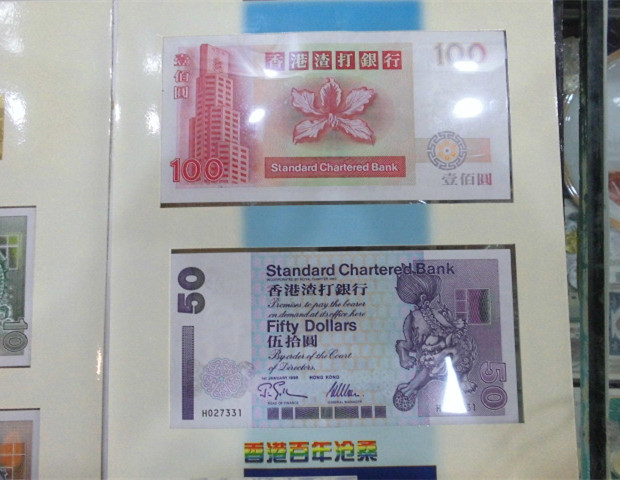 壹佰圓
香港渣打銀行
100
100
Standard Chartered Bank
壹佰圓
50
Standard Chartered Bank
香港渣打銀行
Promises to pay the bearer
on demand at its office here
Fifty Dollars
伍拾圓
By order of the Court
of Directors.
HONG KONG
H027331
50
香港百年沧桑
10